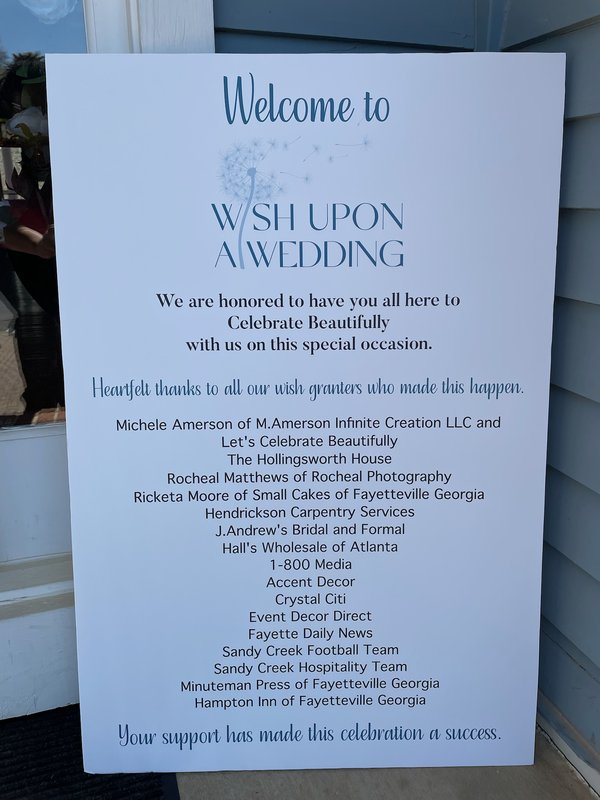 Welcome to
WISH UPON
A WEDDING
We are honored to have you all here to
Celebrate Beautifully
with us on this special occasion.
Heartfelt thanks to all our wish granters who made this happen.
Michele Amerson of M.Amerson Infinite Creation LLC and
Let's Celebrate Beautifully
The Hollingsworth House
Rocheal Matthews of Rocheal Photography
Ricketa Moore of Small Cakes of Fayetteville Georgia
Hendrickson Carpentry Services
J.Andrew's Bridal and Formal
Hall's Wholesale of Atlanta
1-800 Media
Accent Decor
Crystal Citi
Event Decor Direct
Fayette Daily News
Sandy Creek Football Team
Sandy Creek Hospitality Team
Minuteman Press of Fayetteville Georgia
Hampton Inn of Fayetteville Georgia
Your support has made this celebration a success.